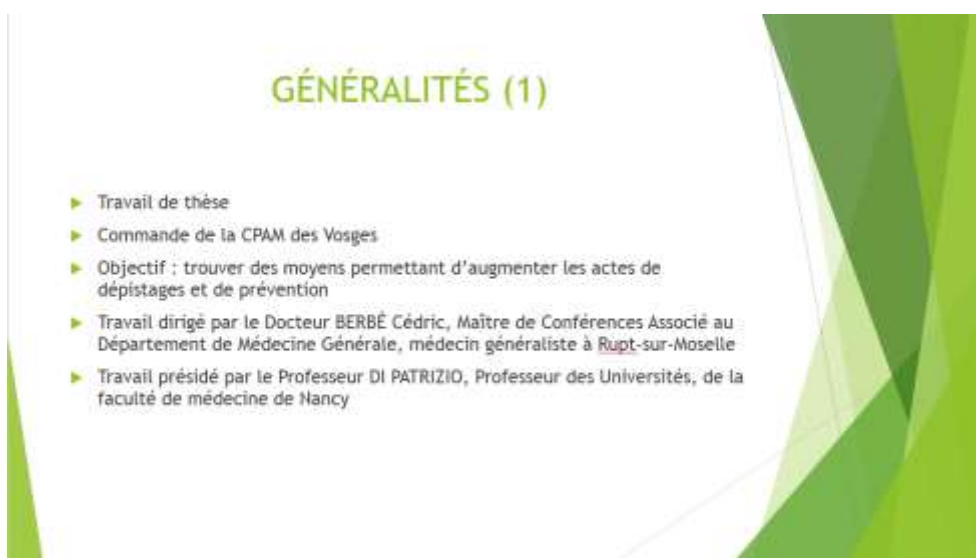 GÉNÉRALITÉS (1)
Travail de thèse
Commande de la CPAM des Vosges
Objectif : trouver des moyens permettant d’augmenter les actes de
dépistages et de prévention
Travail dirigé par le Docteur BERBÉ Cédric, Maître de Conférences Associé au
Département de Médecine Générale, médecin généraliste à Rupt-sur-Moselle
Travail présidé par le Professeur DI PATRIZIO, Professeur des Universités, de la
faculté de médecine de Nancy